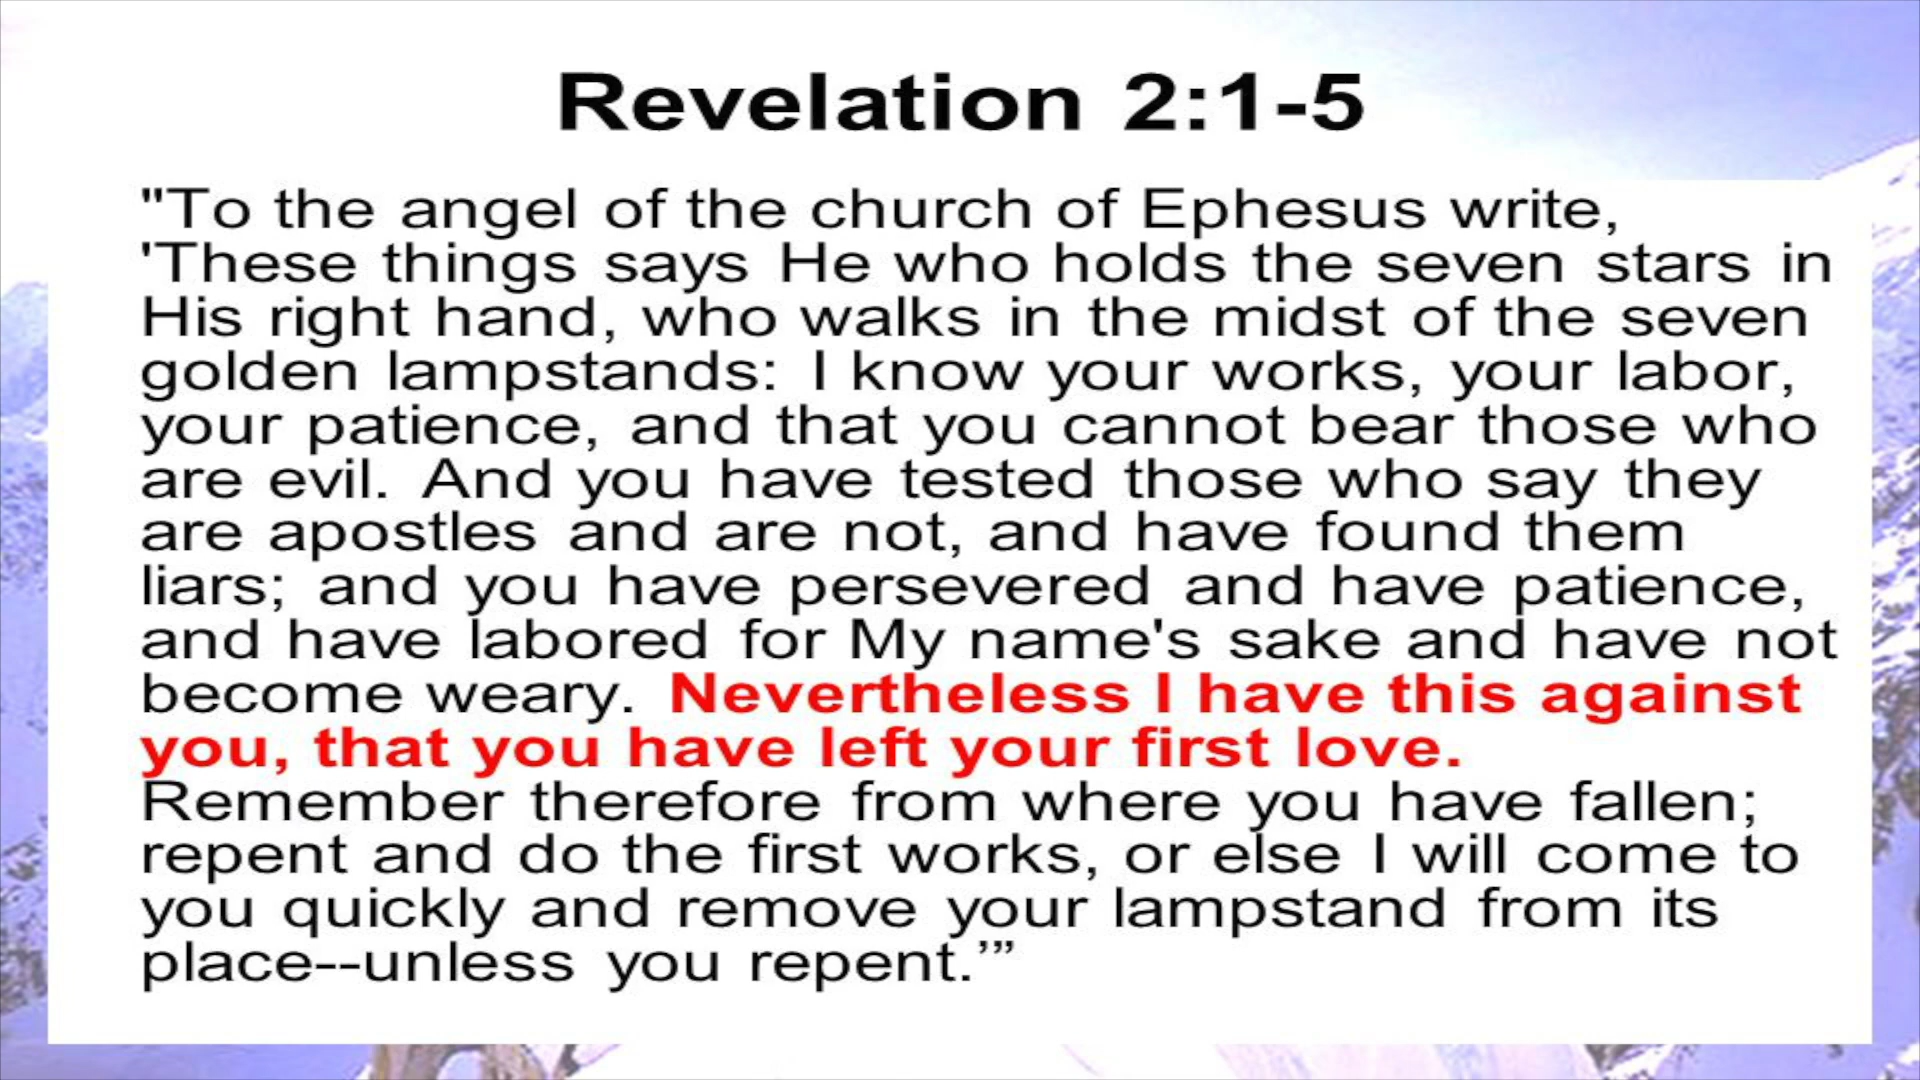 Revelation 2:1-5
"To the angel of the church of Ephesus write,
'These things says He who holds the seven stars in
His right hand, who walks in the midst of the seven
golden lampstands: I know your works, your labor,
your patience, and that you cannot bear those who
are evil. And you have tested those who say they
are apostles and are not, and have found them
liars; and you have persevered and have patience,
and have labored for My name's sake and have not
become weary. Nevertheless I have this against
you, that you have left your first love.
Remember therefore from where you have fallen;
repent and do the first works, or else I will come to
you quickly and remove your lampstand from its
place--unless you repent.’”